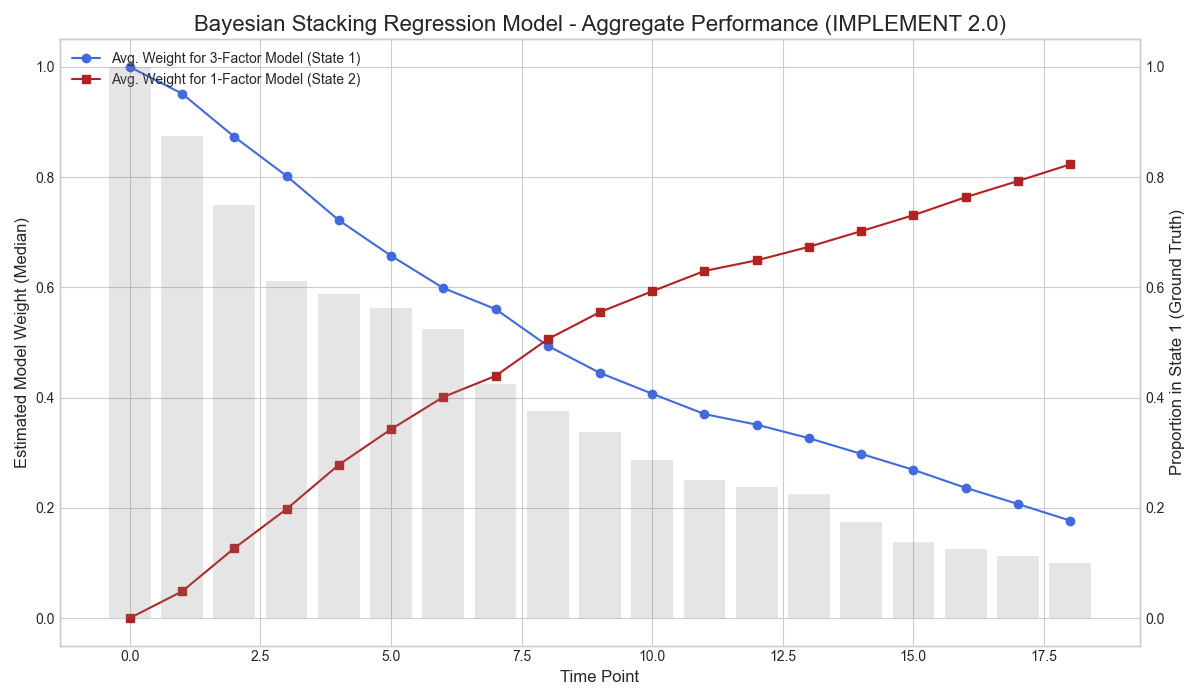 Bayesian Stacking Regression Model - Aggregate Performance (IMPLEMENT 2.0)
Avg. Weight for 3-Factor Model (State 1)
Avg. Weight for 1-Factor Model (State 2)
Estimated Model Weight (Median)
1.0
0.8
0.6
0.4
0.2
0.0
1.0
0.8
0.6
0.4
0.2
0.0
Proportion in State 1 (Ground Truth)
0.0 2.5 5.0 7.5 10.0 12.5 15.0 17.5
Time Point